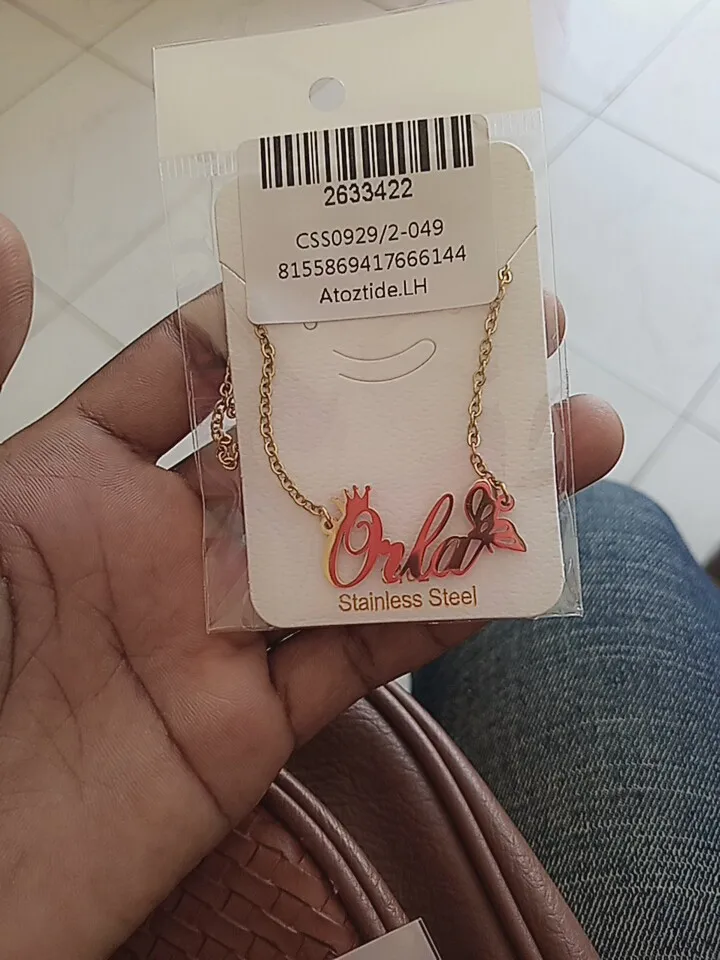 2633422
CSS0929/2-049
8155869417666144
Atoztide.LH
Orla
Stainless Steel